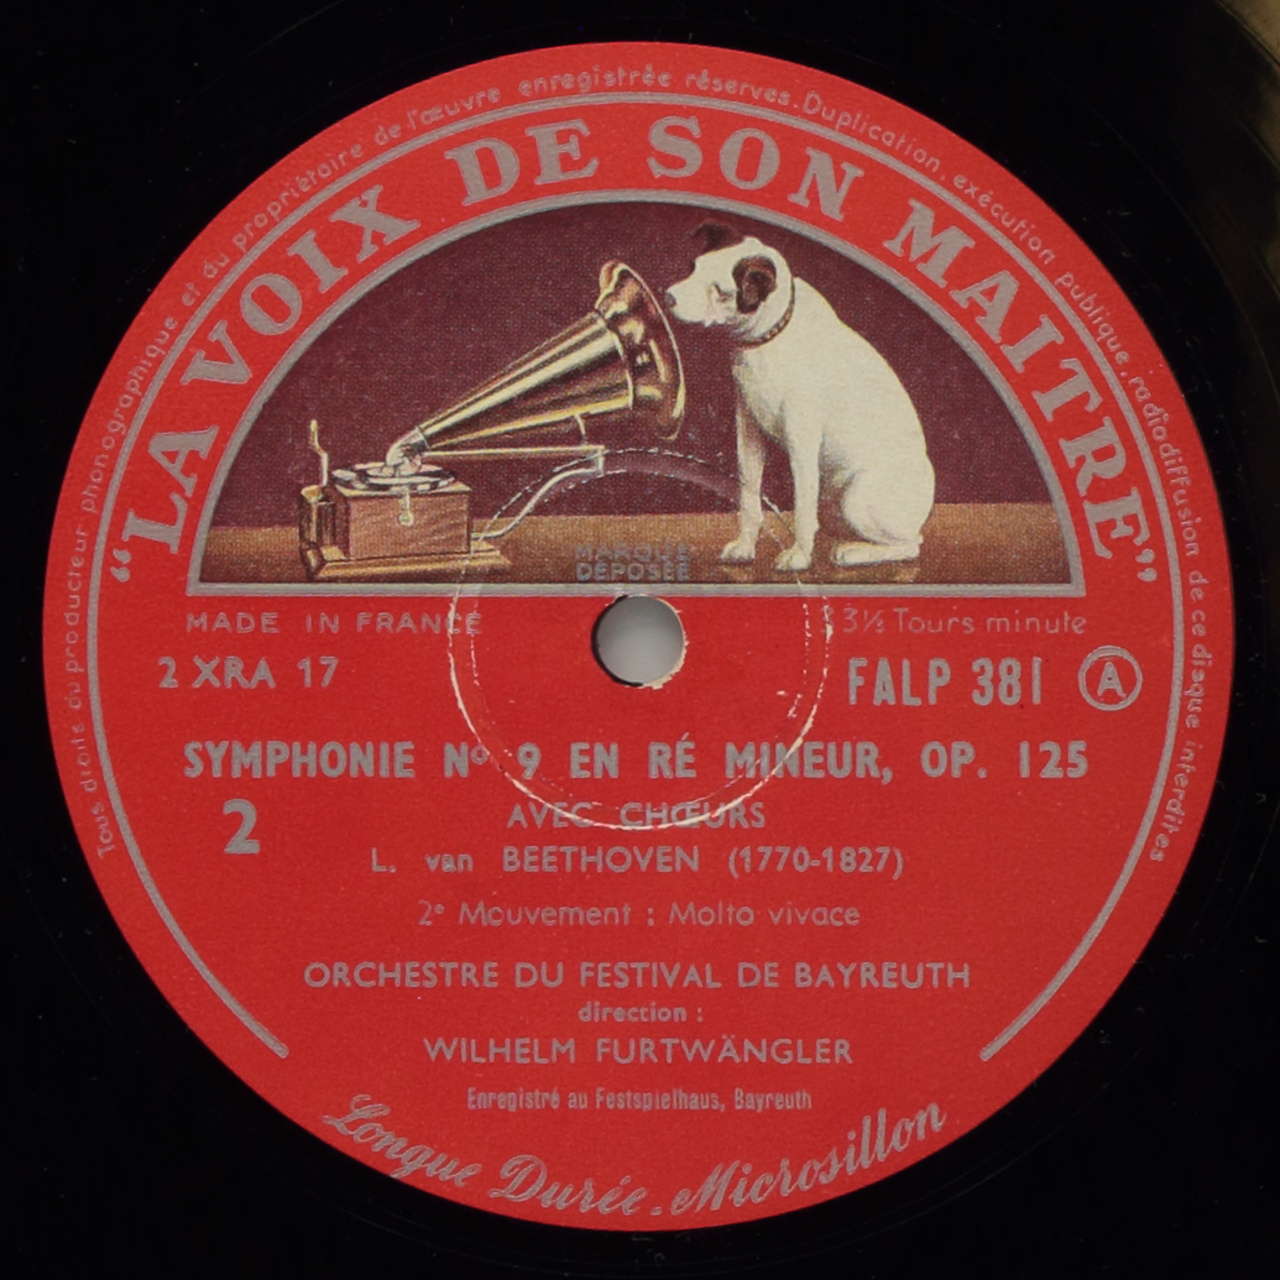 Tous droits du producteur phonographique et du propriétaire de l'œuvre enregistrée réservés. Duplication, exécution publique, radiodiffusion de ce disque interdites
"LA VOIX DE SON MAITRE"
MARQUE
DÉPOSÉE
MADE IN FRANCE 33⅓ Tours minute
2 XRA 17 FALP 381 A
SYMPHONIE Nº 9 EN RÉ MINEUR, OP. 125
AVEC CHŒURS
2
L. van BEETHOVEN (1770-1827)
2e Mouvement : Molto vivace
ORCHESTRE DU FESTIVAL DE BAYREUTH
direction :
WILHELM FURTWÄNGLER
Enregistré au Festspielhaus, Bayreuth
Longue Durée - Microsillon